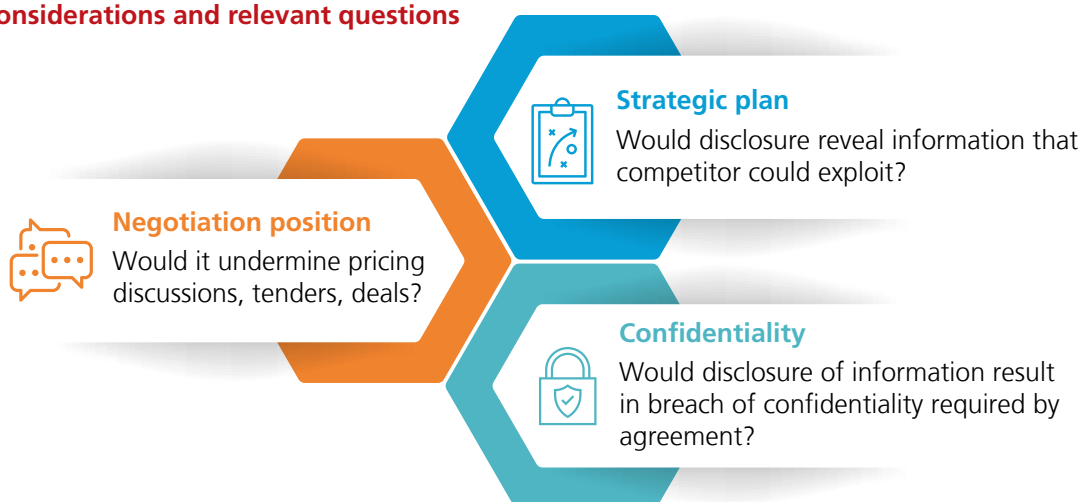 onsiderations and relevant questions
Strategic plan
Would disclosure reveal information that
competitor could exploit?
Negotiation position
Would it undermine pricing
discussions, tenders, deals?
Confidentiality
Would disclosure of information result
in breach of confidentiality required by
agreement?